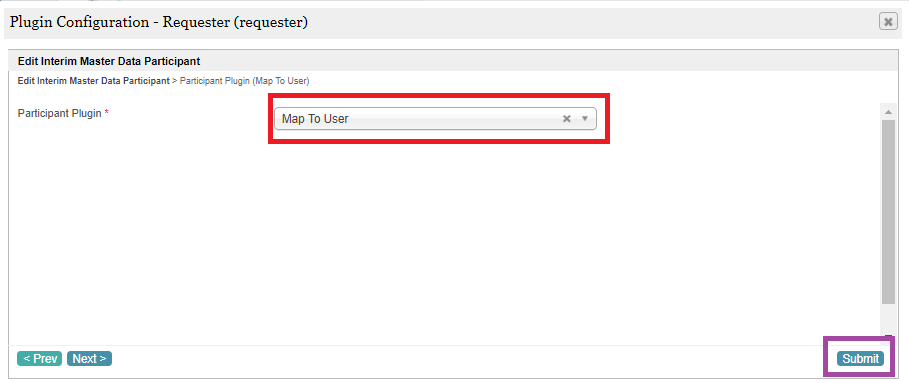 Plugin Configuration - Requester (requester)
Edit Interim Master Data Participant
Edit Interim Master Data Participant > Participant Plugin (Map To User)
Participant Plugin *
Map To User
< Prev Next > Submit